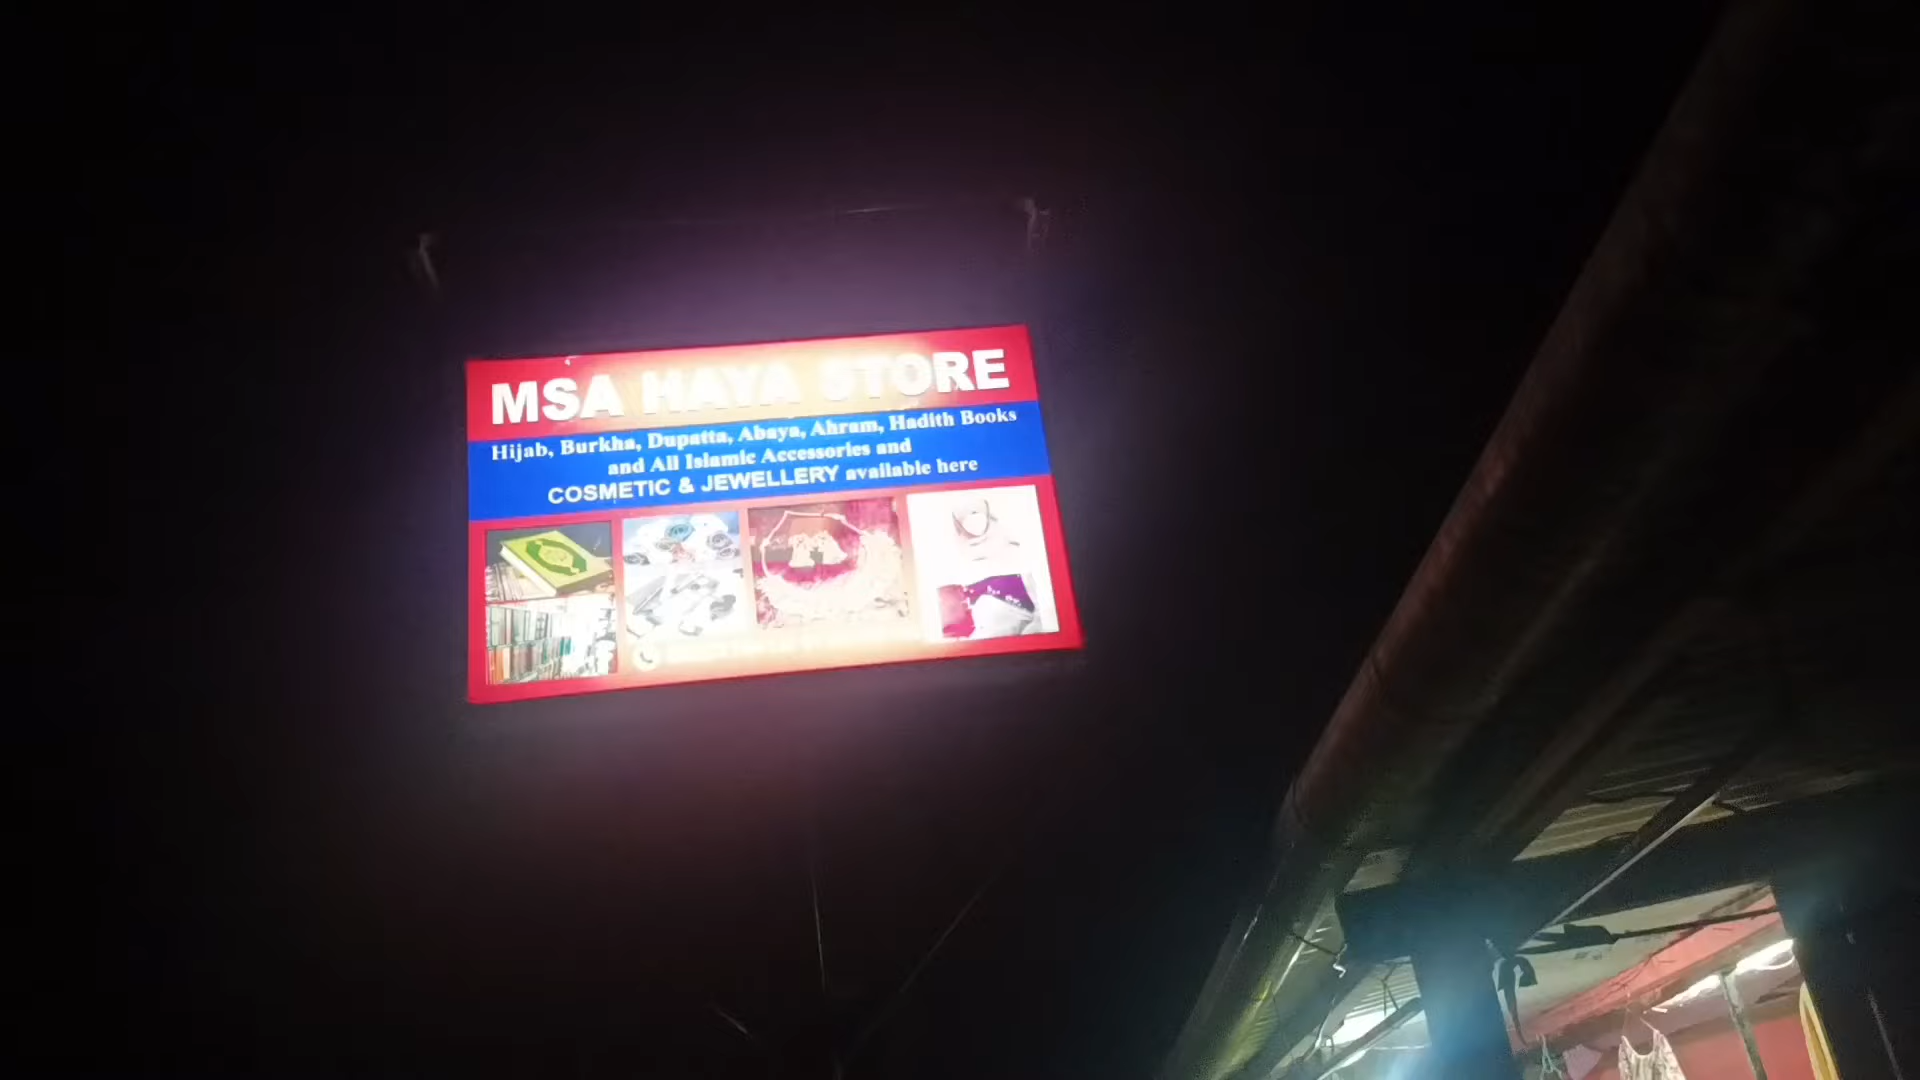 MSA HAYA STORE
Hijab, Burkha, Dupatta, Abaya, Ahram, Hadith Books
and All Islamic Accessories and
COSMETIC & JEWELLERY available here